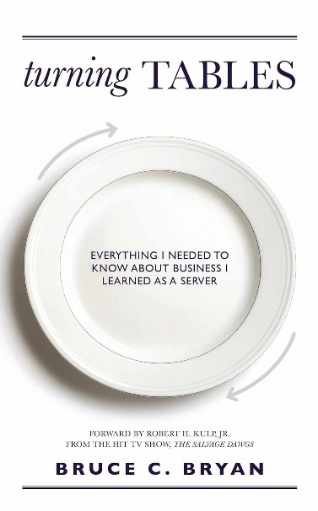 turning TABLES
EVERYTHING I NEEDED TO
KNOW ABOUT BUSINESS I
LEARNED AS A SERVER
FORWARD BY ROBERT H. KULP, JR.
FROM THE HIT TV SHOW, THE SALVAGE DAWGS
BRUCE C. BRYAN